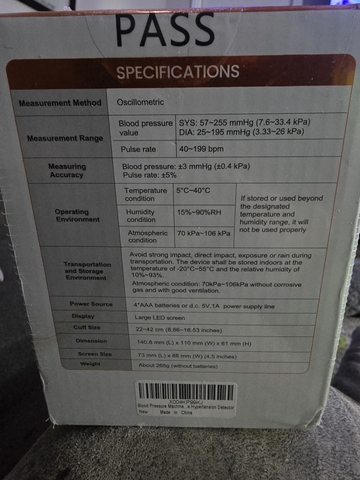 PASS
SPECIFICATIONS
Measurement Method Oscillometric
Measurement Range
Blood pressure value
SYS: 57~255 mmHg (7.6~33.4 kPa)
DIA: 25~195 mmHg (3.33~26 kPa)
Pulse rate 40~199 bpm
Measuring Accuracy
Blood pressure: ±3 mmHg (±0.4 kPa)
Pulse rate: ±5%
Operating Environment
Temperature condition 5°C~40°C
Humidity condition 15%~90%RH
Atmospheric condition 70 kPa~106 kPa
If stored or used beyond
the designated
temperature and
humidity range, it will
not be used properly
Transportation and Storage Environment
Avoid strong impact, direct impact, exposure or rain during
transportation. The device shall be stored indoors at the
temperature of -20°C~55°C and the relative humidity of
10%~93%.
Atmospheric condition: 70kPa~106kPa without corrosive
gas and with good ventilation.
Power Source 4*AAA batteries or d.c. 5V,1A power supply line
Display Large LED screen
Cuff Size 22~42 cm (8.66~16.53 inches)
Dimension 140.8 mm (L) x 110 mm (W) x 61 mm (H)
Screen Size 73 mm (L) x 88 mm (W) (4.5 inches)
Weight About 265g (without batteries)
Blood Pressure Machine, Hypertension Detector
New Made in China